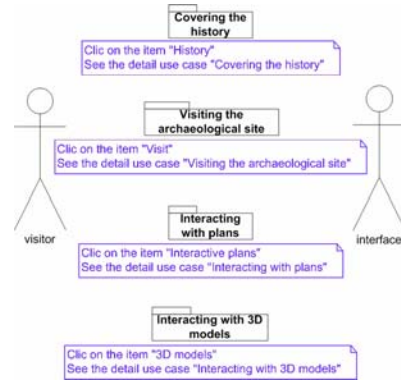 Covering the
history
Clic on the item "History"
See the detail use case "Covering the history"
Visiting the
archaeological site
Clic on the item "Visit"
See the detail use case "Visiting the archaeological site"
visitor
interface
Interacting
with plans
Clic on the item "Interactive plans"
See the detail use case "Interacting with plans"
Interacting with 3D
models
Clic on the item "3D models"
See the detail use case "Interacting with 3D models"